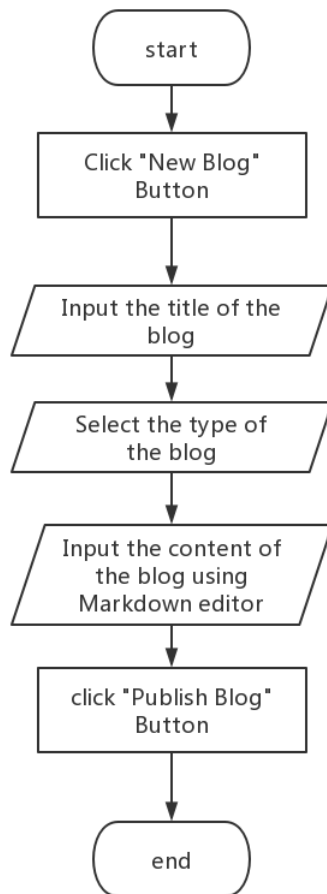 start
Click "New Blog"
Button
Input the title of the
blog
Select the type of
the blog
Input the content of
the blog using
Markdown editor
click "Publish Blog"
Button
end